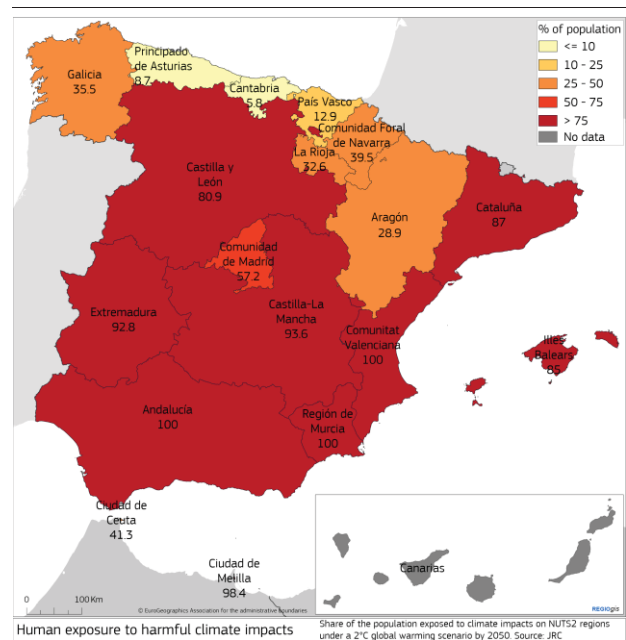 % of population
<= 10
10 - 25
25 - 50
50 - 75
> 75
No data
Principado
de Asturias
8.7
Galicia
35.5
Cantabria
5.8
País Vasco
12.9
Comunidad Foral
de Navarra
39.5
La Rioja
32.6
Castilla y
León
80.9
Cataluña
87
Aragón
28.9
Comunidad
de Madrid
57.2
Extremadura
92.8
Castilla-La
Mancha
93.6
Comunitat
Valenciana
100
Illes
Balears
85
Andalucía
100
Región de
Murcia
100
Ciudad de
Ceuta
41.3
Ciudad de
Melilla
98.4
Canarias
REGIOgis
0 100 Km
© EuroGeographics Association for the administrative boundaries
Human exposure to harmful climate impacts
Share of the population exposed to climate impacts on NUTS2 regions
under a 2°C global warming scenario by 2050. Source: JRC